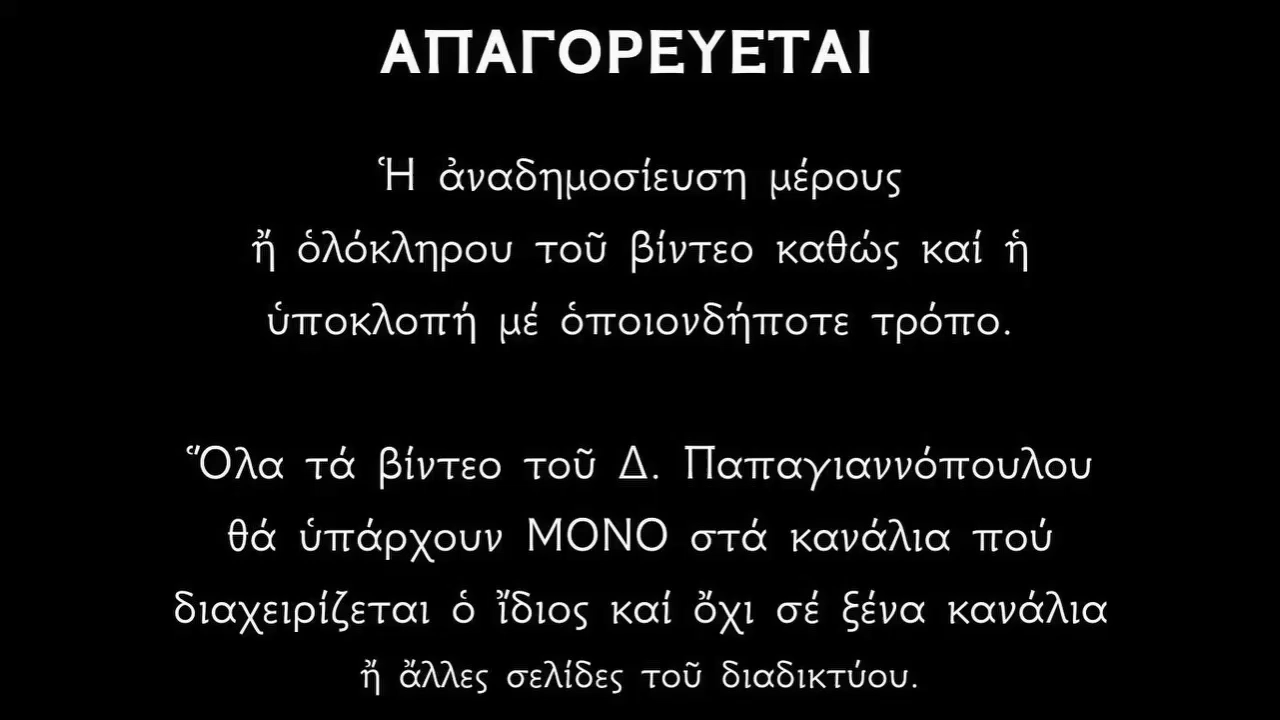 ΑΠΑΓΟΡΕΥΕΤΑΙ
Ἡ ἀναδημοσίευση μέρους
ἤ ὁλόκληρου τοῦ βίντεο καθώς καί ἡ
ὑποκλοπή μέ ὁποιονδήποτε τρόπο.
Ὅλα τά βίντεο τοῦ Δ. Παπαγιαννόπουλου
θά ὑπάρχουν ΜΟΝΟ στά κανάλια πού
διαχειρίζεται ὁ ἴδιος καί ὄχι σέ ξένα κανάλια
ἤ ἄλλες σελίδες τοῦ διαδικτύου.